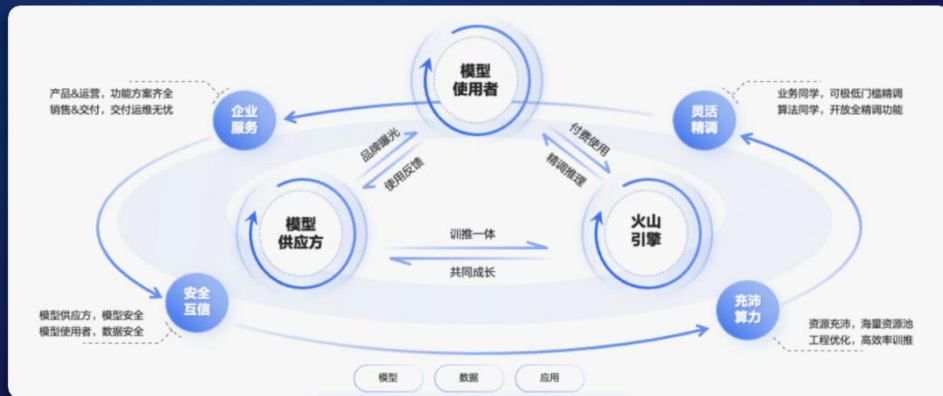 模型
使用者
产品&运营，功能方案齐全
销售&交付，交付运维无忧
企业
服务
灵活
精调
业务同学，可极低门槛精调
算法同学，开放全精调功能
品牌曝光
使用反馈
付费使用
精调推理
模型
供应方
训推一体
共同成长
火山
引擎
安全
互信
模型供应方，模型安全
模型使用者，数据安全
充沛
算力
资源充沛，海量资源池
工程优化，高效率训推
模型
数据
应用